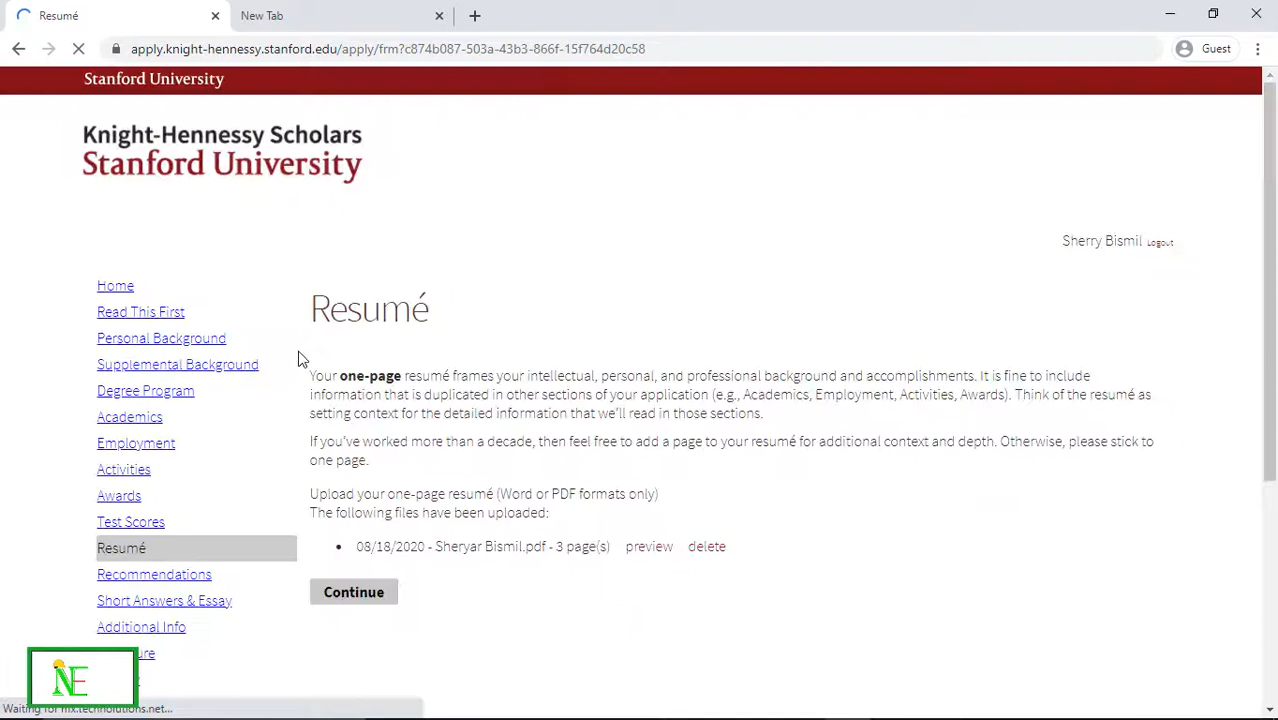 Resumé
New Tab
apply.knight-hennessy.stanford.edu/apply/frm?c874b087-503a-43b3-866f-15f764d20c58
Guest
Stanford University
Knight-Hennessy Scholars
Stanford University
Sherry Bismil Logout
Home
Read This First
Personal Background
Supplemental Background
Degree Program
Academics
Employment
Activities
Awards
Test Scores
Resumé
Recommendations
Short Answers & Essay
Additional Info
Resumé
Your one-page resumé frames your intellectual, personal, and professional background and accomplishments. It is fine to include
information that is duplicated in other sections of your application (e.g., Academics, Employment, Activities, Awards). Think of the resumé as
setting context for the detailed information that we'll read in those sections.
If you've worked more than a decade, then feel free to add a page to your resumé for additional context and depth. Otherwise, please stick to
one page.
Upload your one-page resumé (Word or PDF formats only)
The following files have been uploaded:
• 08/18/2020 - Sheryar Bismil.pdf - 3 page(s) preview delete
Continue
NE